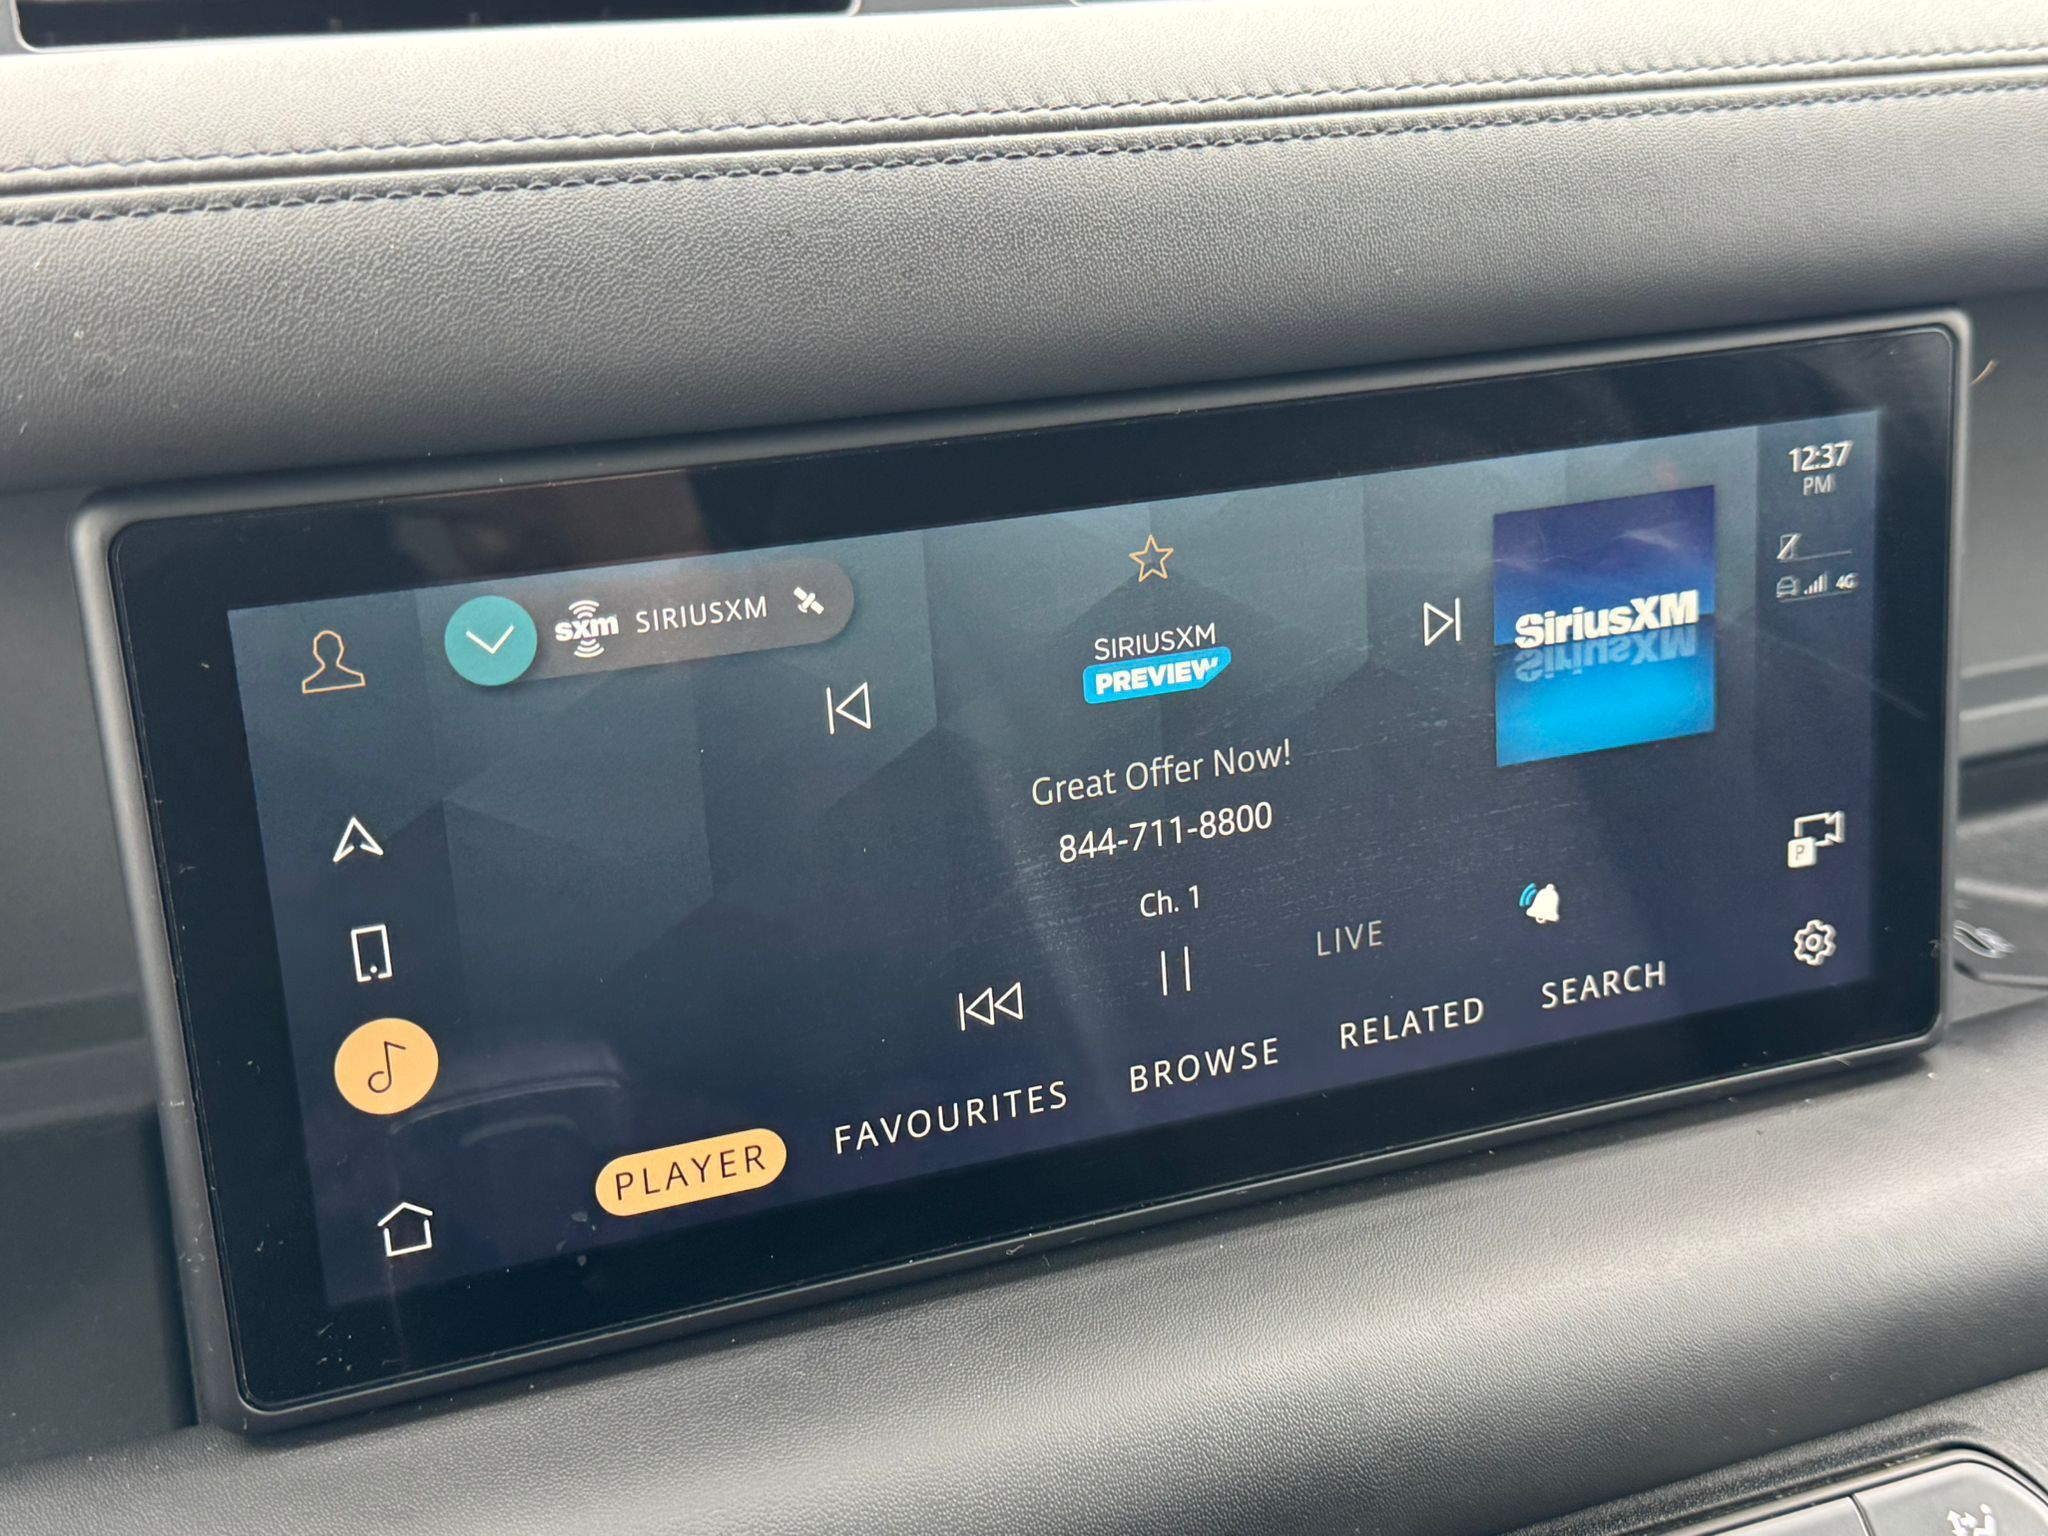 12:37
PM
4G
sxm SIRIUSXM
SIRIUSXM
PREVIEW
SiriusXM
Great Offer Now!
844-711-8800
Ch. 1
LIVE
P
PLAYER FAVOURITES BROWSE RELATED SEARCH